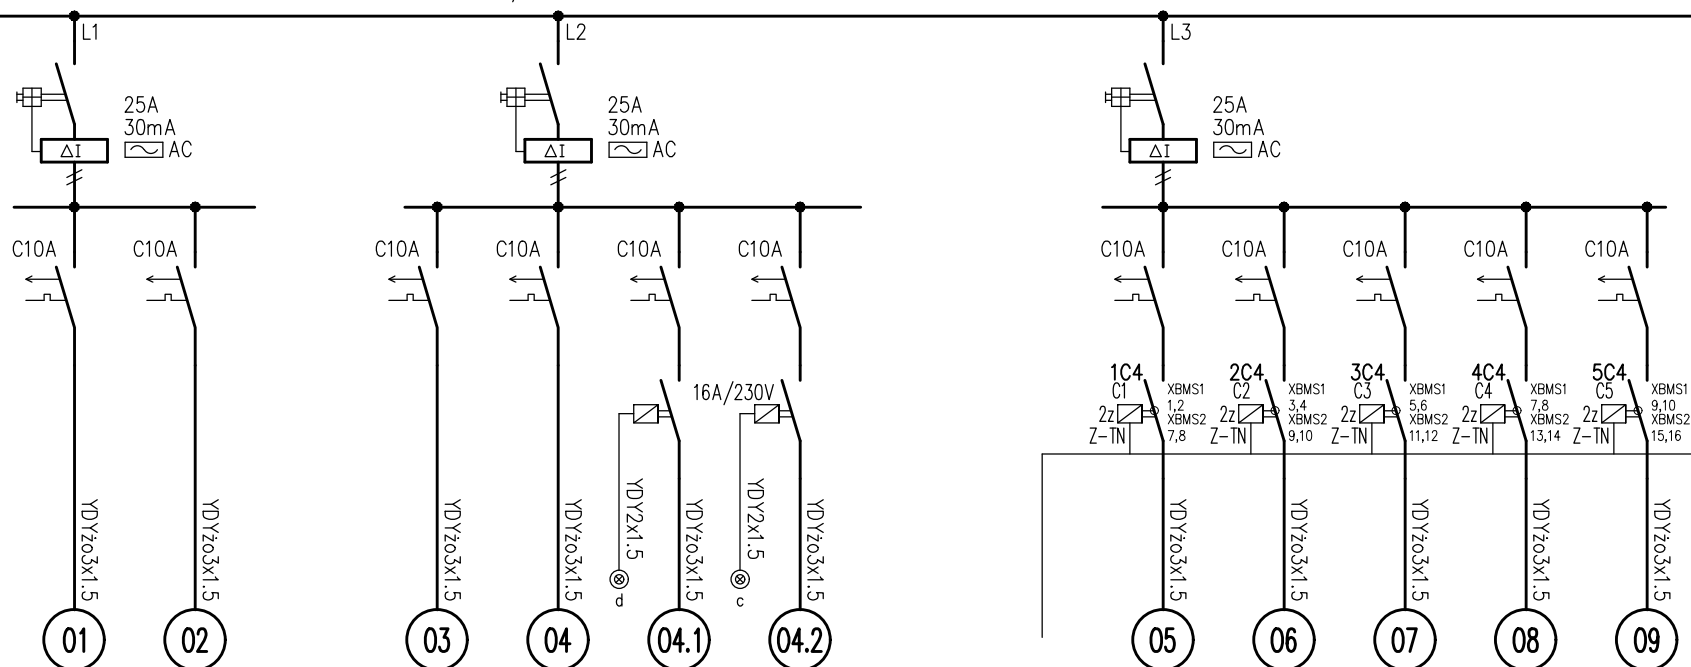 L1
L2
L3
25A
30mA
AC
25A
30mA
AC
25A
30mA
AC
ΔI
ΔI
ΔI
C10A
C10A
C10A
C10A
C10A
C10A
C10A
C10A
C10A
C10A
C10A
16A/230V
1C4
C1
2z
Z-TN
XBMS1
1,2
XBMS2
7,8
2C4
C2
2z
Z-TN
XBMS1
3,4
XBMS2
9,10
3C4
C3
2z
Z-TN
XBMS1
5,6
XBMS2
11,12
4C4
C4
2z
Z-TN
XBMS1
7,8
XBMS2
13,14
5C4
C5
2z
Z-TN
XBMS1
9,10
XBMS2
15,16
YDYżo3x1.5
YDYżo3x1.5
YDYżo3x1.5
YDYżo3x1.5
YDY2x1.5
YDYżo3x1.5
YDY2x1.5
YDYżo3x1.5
YDYżo3x1.5
YDYżo3x1.5
YDYżo3x1.5
YDYżo3x1.5
YDYżo3x1.5
d
c
01
02
03
04
04.1
04.2
05
06
07
08
09